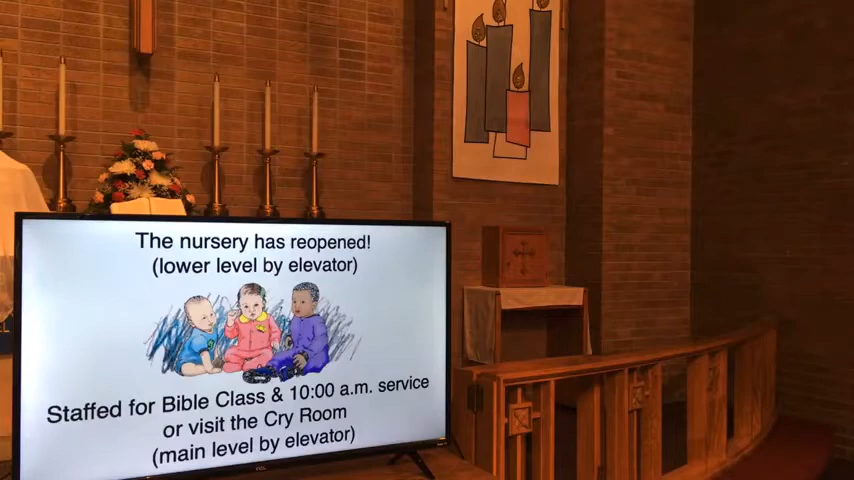 The nursery has reopened!
(lower level by elevator)
Staffed for Bible Class & 10:00 a.m. service
or visit the Cry Room
(main level by elevator)
TCL